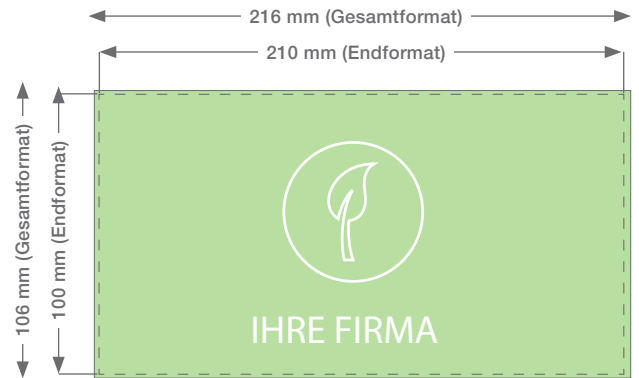 216 mm (Gesamtformat)
210 mm (Endformat)
106 mm (Gesamtformat)
100 mm (Endformat)
IHRE FIRMA